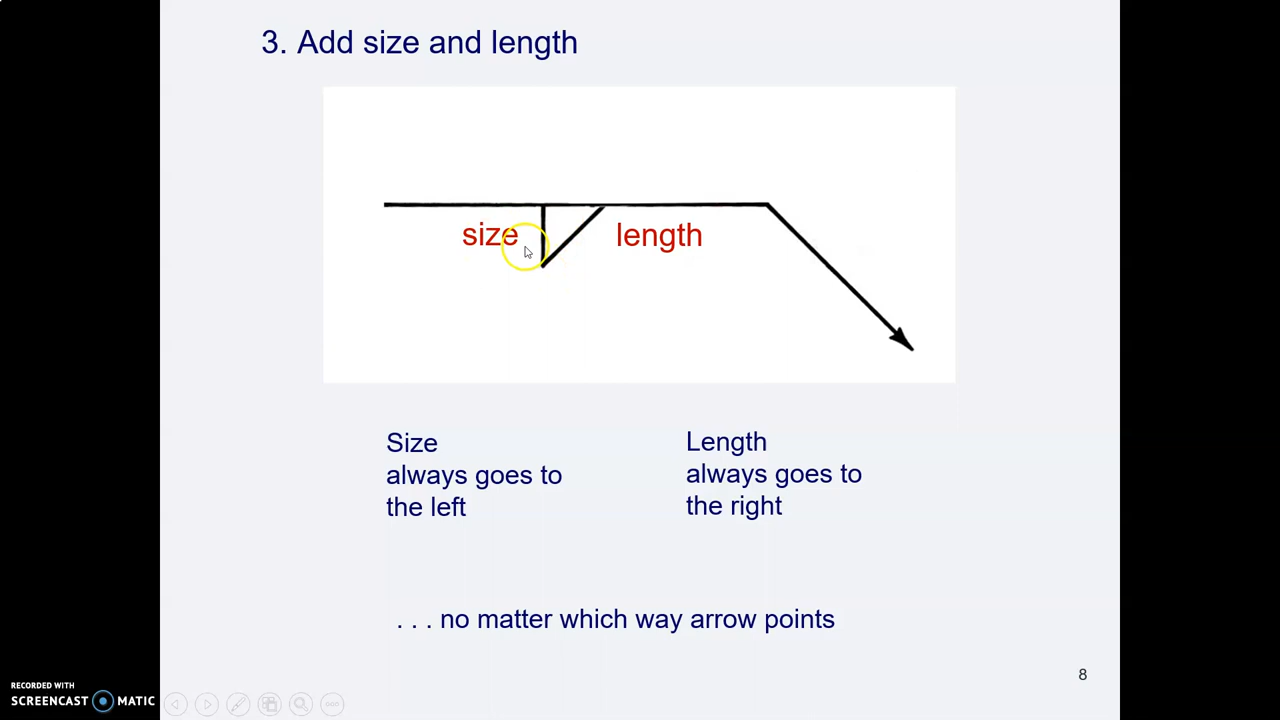 3. Add size and length
size
length
Size
always goes to
the left
Length
always goes to
the right
. . . no matter which way arrow points
8
RECORDED WITH
SCREENCAST MATIC